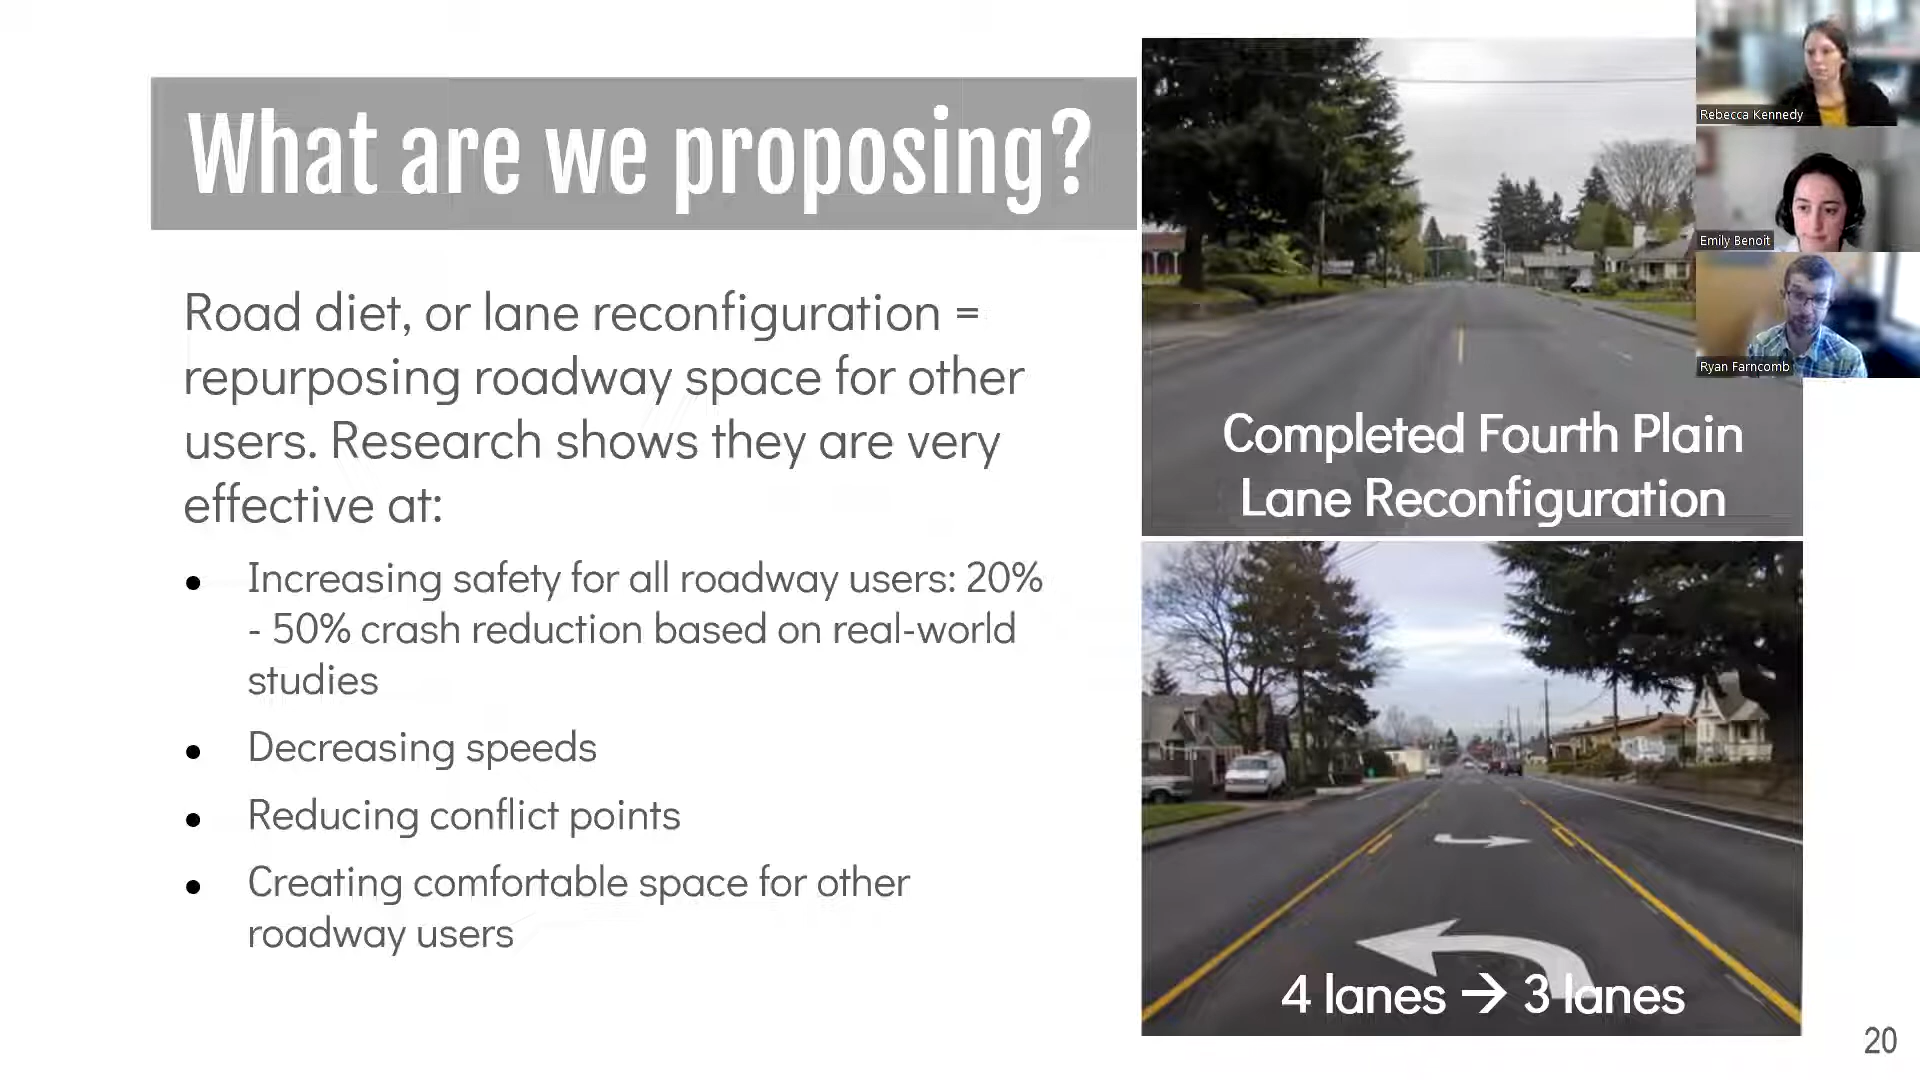 What are we proposing?
Road diet, or lane reconfiguration =
repurposing roadway space for other
users. Research shows they are very
effective at:
● Increasing safety for all roadway users: 20%
- 50% crash reduction based on real-world
studies
● Decreasing speeds
● Reducing conflict points
● Creating comfortable space for other
roadway users
Completed Fourth Plain
Lane Reconfiguration
4 lanes → 3 lanes
Rebecca Kennedy
Emily Benoit
Ryan Farncomb
20